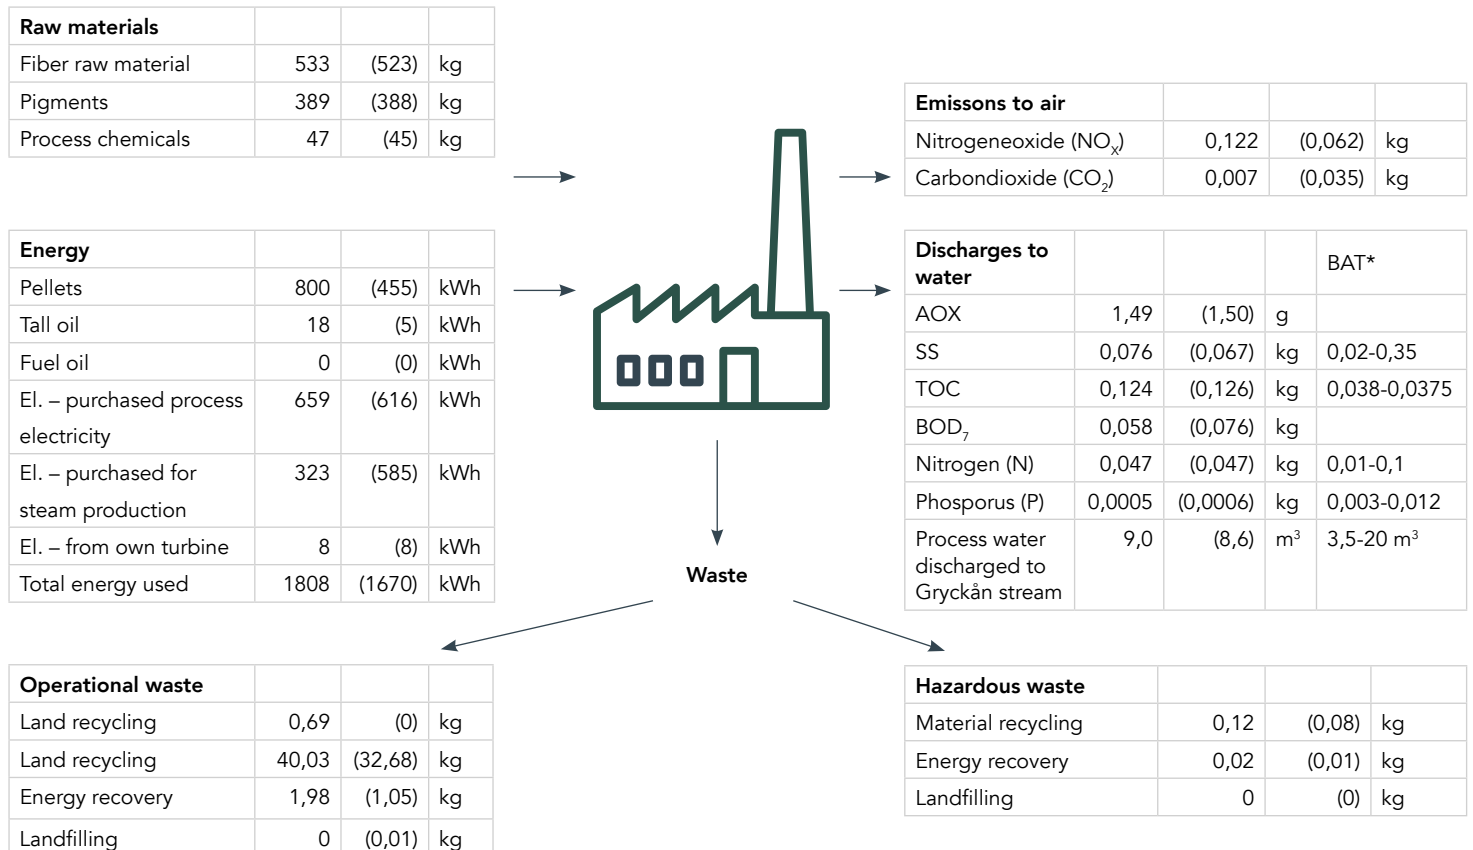 Raw materials
Fiber raw material 533 (523) kg
Pigments 389 (388) kg
Process chemicals 47 (45) kg
Energy
Pellets 800 (455) kWh
Tall oil 18 (5) kWh
Fuel oil 0 (0) kWh
El. – purchased process 659 (616) kWh
electricity
El. – purchased for 323 (585) kWh
steam production
El. – from own turbine 8 (8) kWh
Total energy used 1808 (1670) kWh
Emissons to air
Nitrogeneoxide (NOX) 0,122 (0,062) kg
Carbondioxide (CO2) 0,007 (0,035) kg
Discharges to
water
BAT*
AOX 1,49 (1,50) g
SS 0,076 (0,067) kg 0,02-0,35
TOC 0,124 (0,126) kg 0,038-0,0375
BOD7 0,058 (0,076) kg
Nitrogen (N) 0,047 (0,047) kg 0,01-0,1
Phosporus (P) 0,0005 (0,0006) kg 0,003-0,012
Process water 9,0 (8,6) m3 3,5-20 m3
discharged to
Gryckån stream
Waste
Operational waste
Land recycling 0,69 (0) kg
Land recycling 40,03 (32,68) kg
Energy recovery 1,98 (1,05) kg
Landfilling 0 (0,01) kg
Hazardous waste
Material recycling 0,12 (0,08) kg
Energy recovery 0,02 (0,01) kg
Landfilling 0 (0) kg